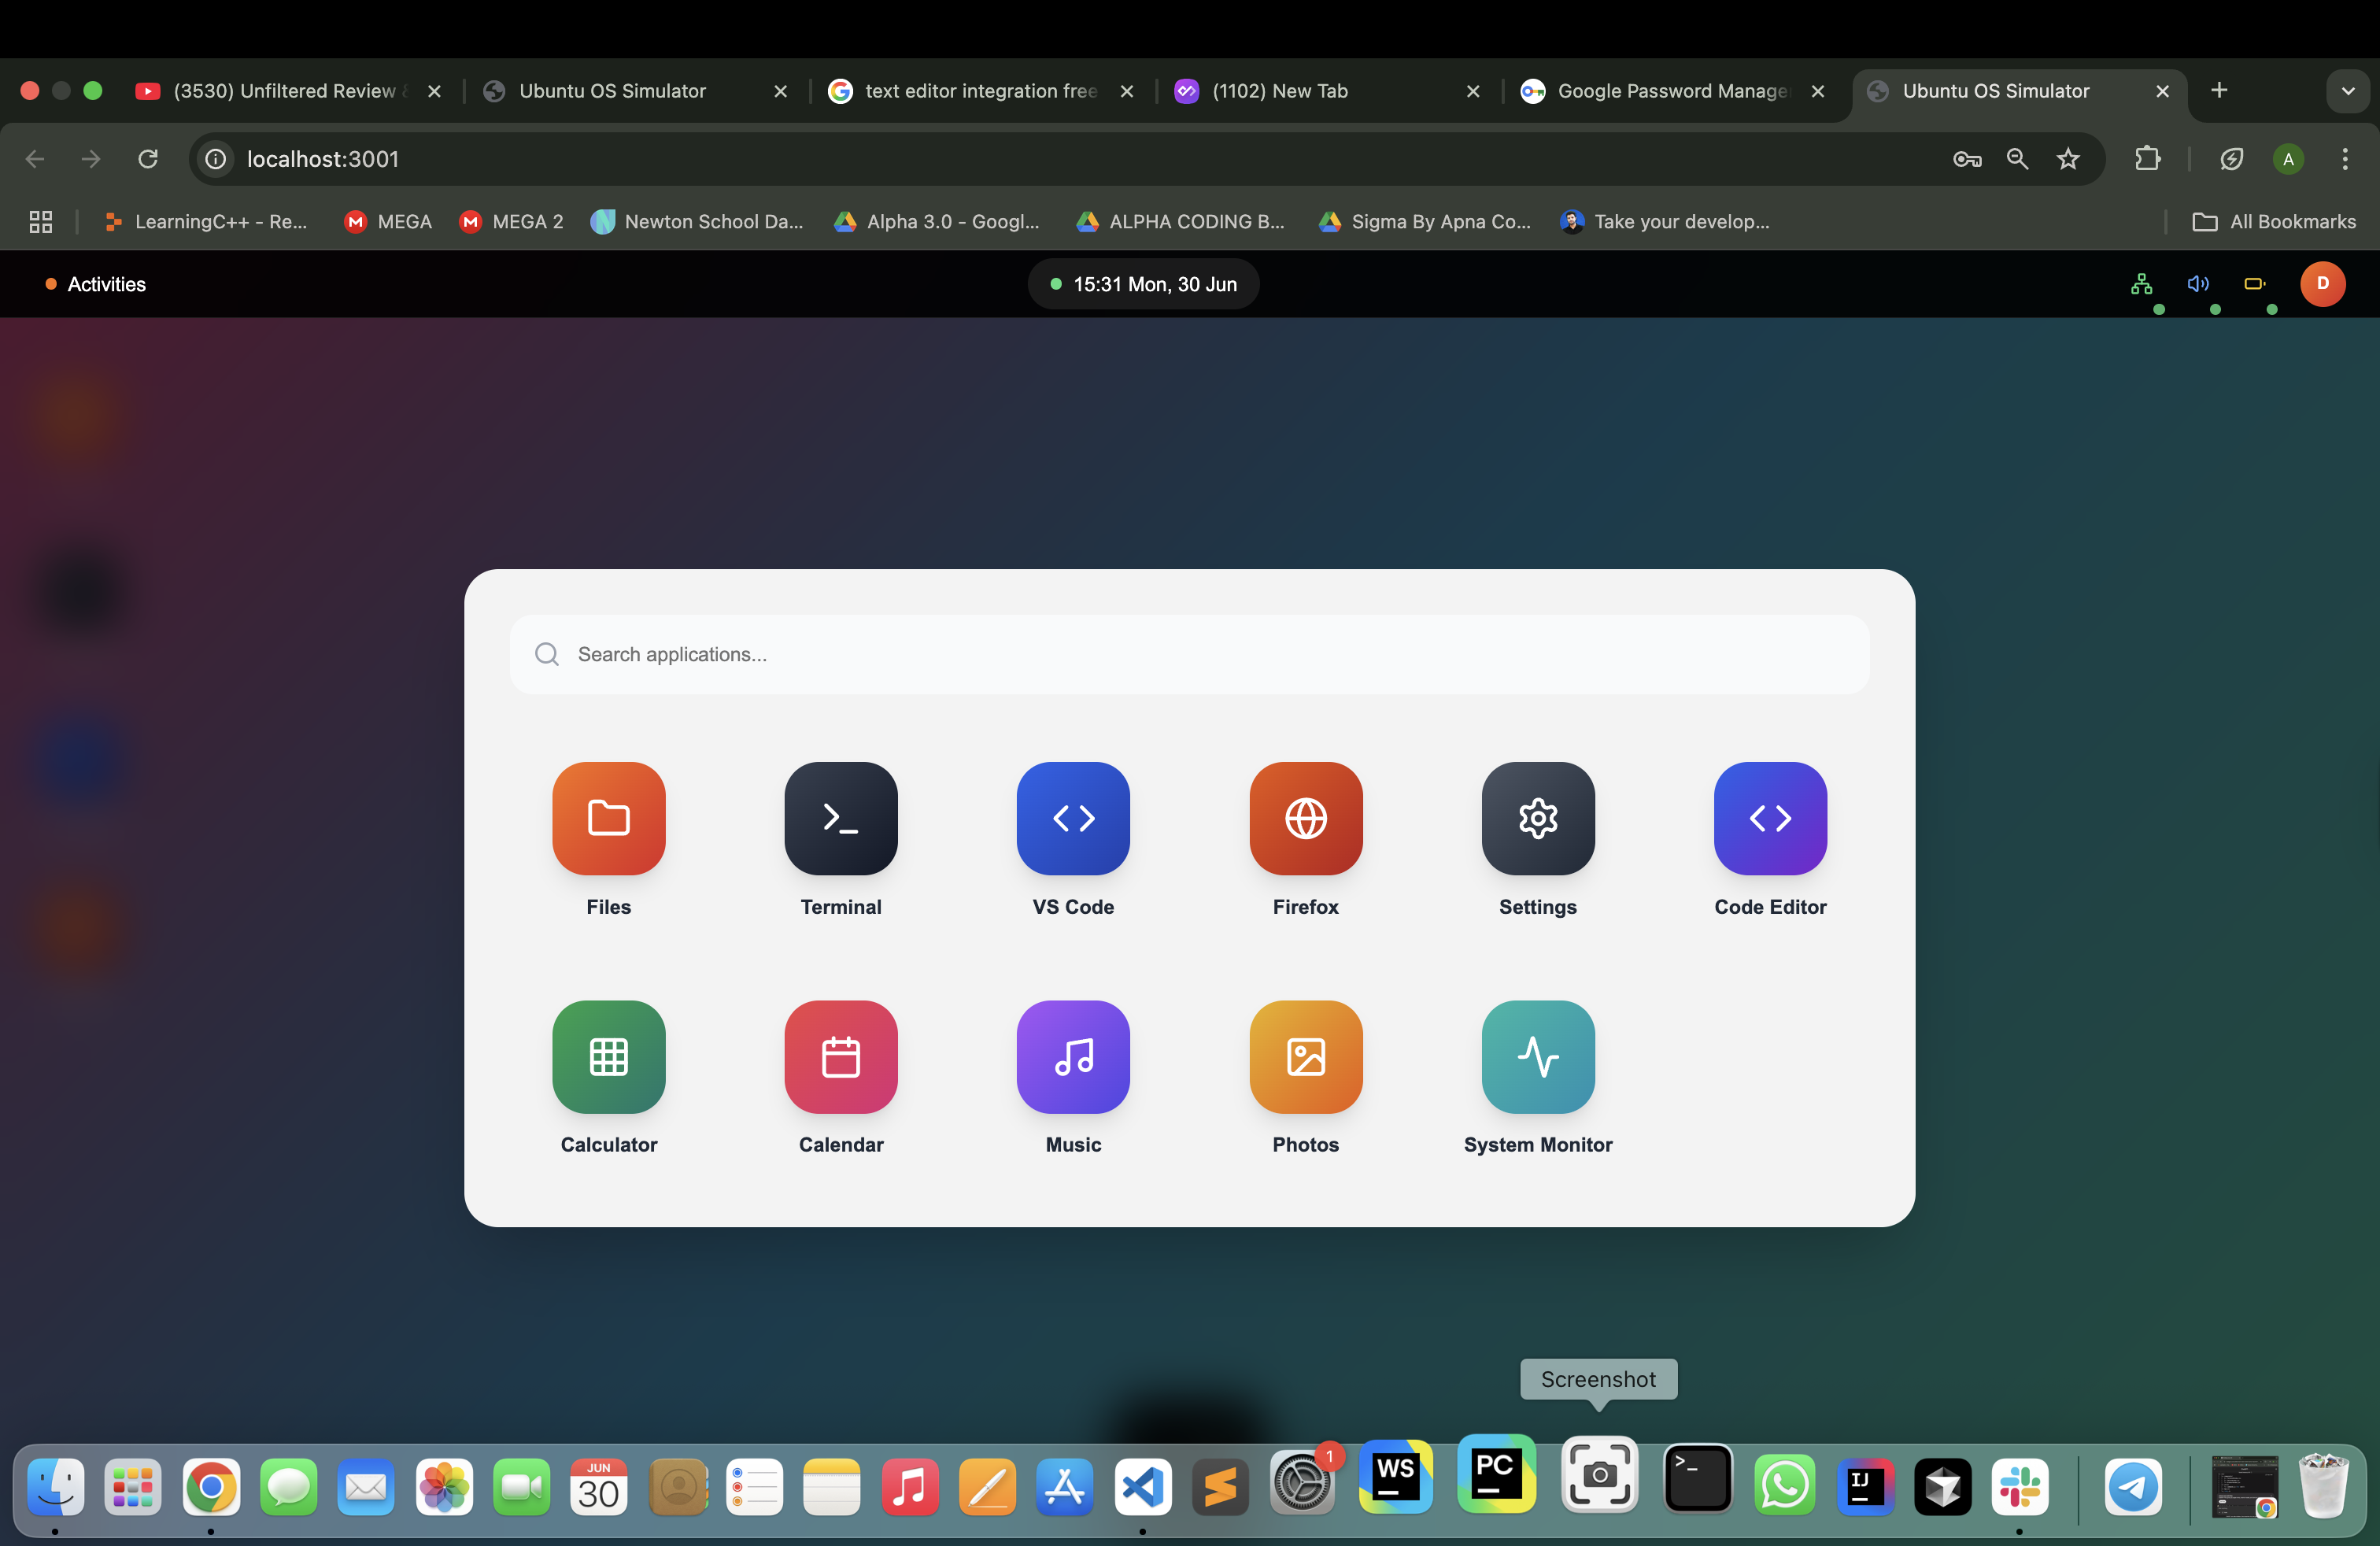 (3530) Unfiltered Review &
Ubuntu OS Simulator
text editor integration free
(1102) New Tab
Google Password Manager
Ubuntu OS Simulator
localhost:3001
A
LearningC++ - Re...
MEGA
MEGA 2
Newton School Da...
Alpha 3.0 - Googl...
ALPHA CODING B...
Sigma By Apna Co...
Take your develop...
All Bookmarks
Activities
15:31 Mon, 30 Jun
D
Search applications...
Files
Terminal
VS Code
Firefox
Settings
Code Editor
Calculator
Calendar
Music
Photos
System Monitor
Screenshot
JUN
30
1
WS
PC
>_
IJ